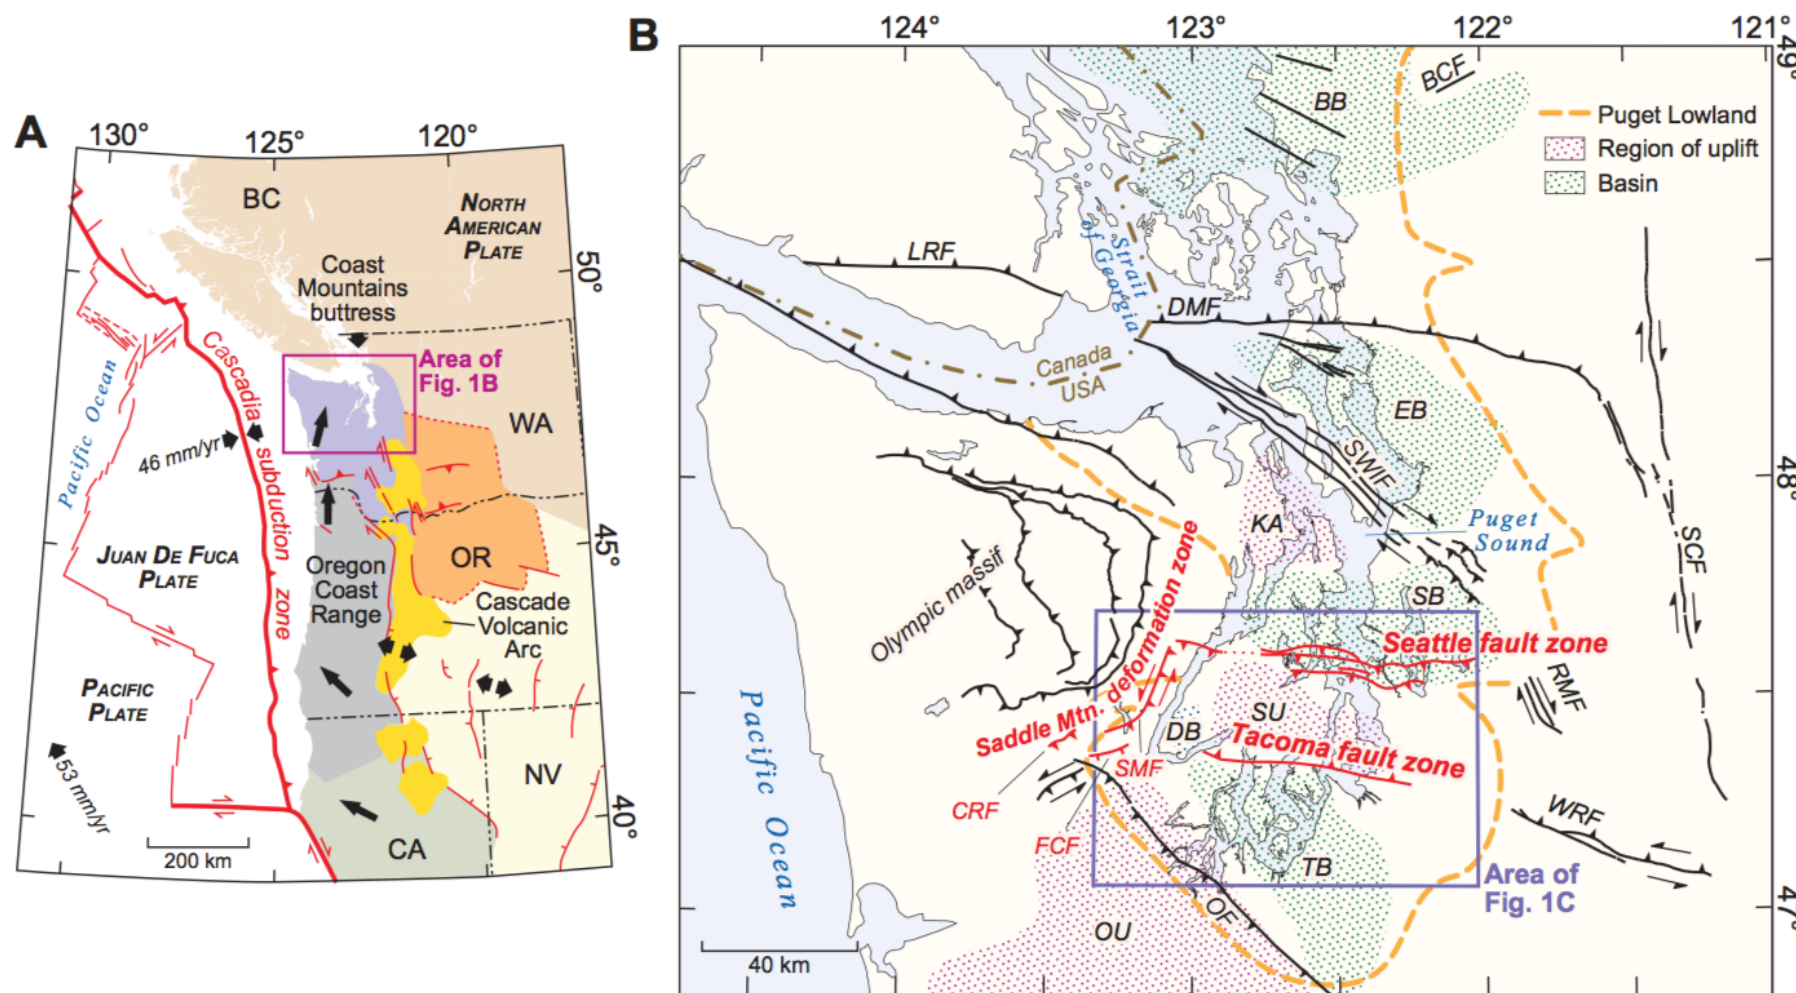 A
130°
125°
120°
BC
NORTH
AMERICAN
PLATE
50°
Coast
Mountains
buttress
Area of
Fig. 1B
Cascadia subduction zone
Pacific Ocean
46 mm/yr
WA
JUAN DE FUCA
PLATE
45°
Oregon
Coast
Range
OR
Cascade
Volcanic
Arc
PACIFIC
PLATE
53 mm/yr
NV
40°
200 km
CA
B
124°
123°
122°
121°
49°
BB
BCF
Puget Lowland
Region of uplift
Basin
LRF
Strait
of Georgia
DMF
Canada
USA
EB
SWIF
48°
KA
Puget
Sound
SCF
Olympic massif
SB
Saddle Mtn. deformation zone
Seattle fault zone
RMF
SU
DB
Tacoma fault zone
SMF
Pacific Ocean
CRF
FCF
WRF
TB
Area of
Fig. 1C
OF
47°
OU
40 km